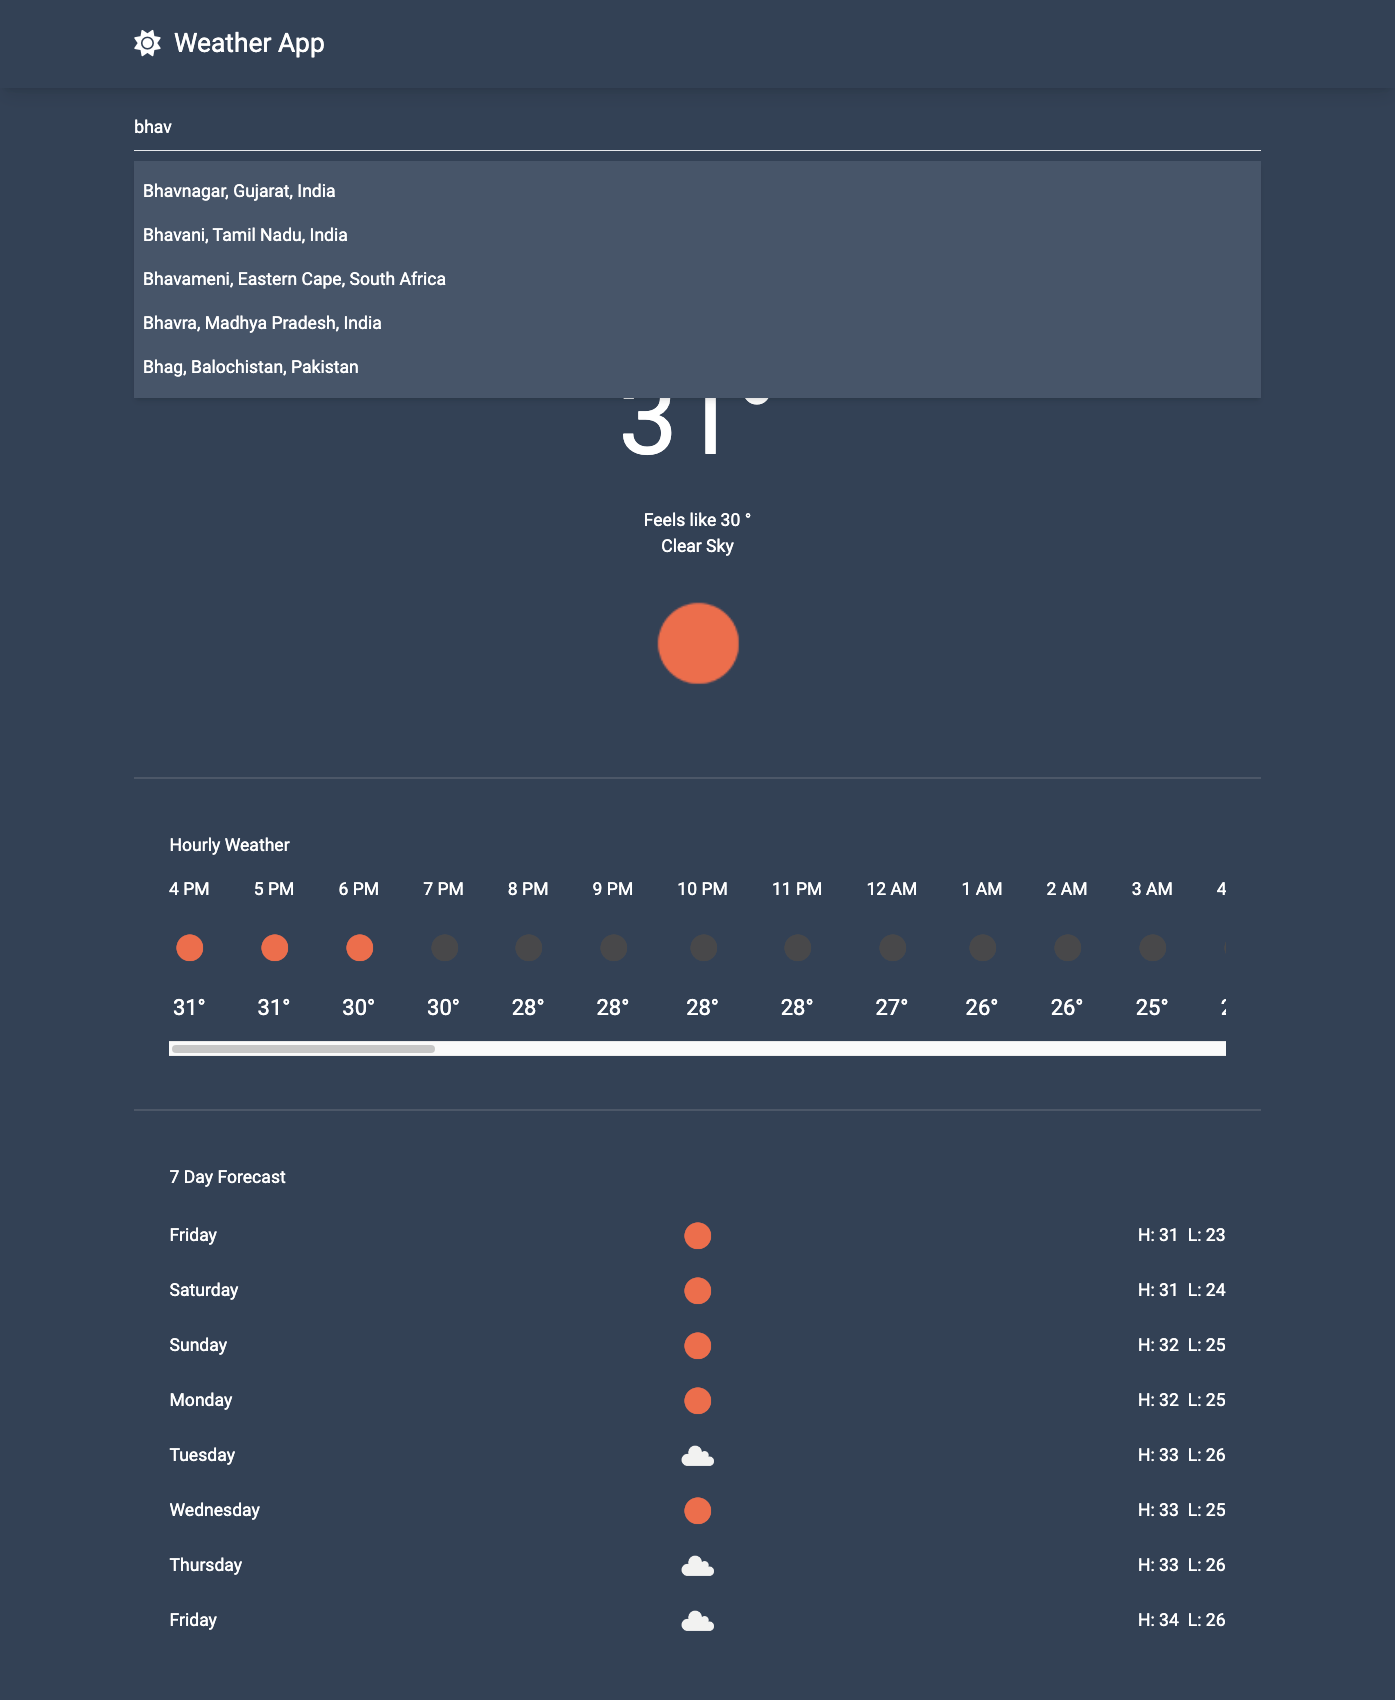 Weather App
bhav
Bhavnagar, Gujarat, India
Bhavani, Tamil Nadu, India
Bhavameni, Eastern Cape, South Africa
Bhavra, Madhya Pradesh, India
Bhag, Balochistan, Pakistan
31°
Feels like 30 °
Clear Sky
Hourly Weather
4 PM 5 PM 6 PM 7 PM 8 PM 9 PM 10 PM 11 PM 12 AM 1 AM 2 AM 3 AM 4
31° 31° 30° 30° 28° 28° 28° 28° 27° 26° 26° 25°
7 Day Forecast
Friday H: 31 L: 23
Saturday H: 31 L: 24
Sunday H: 32 L: 25
Monday H: 32 L: 25
Tuesday H: 33 L: 26
Wednesday H: 33 L: 25
Thursday H: 33 L: 26
Friday H: 34 L: 26